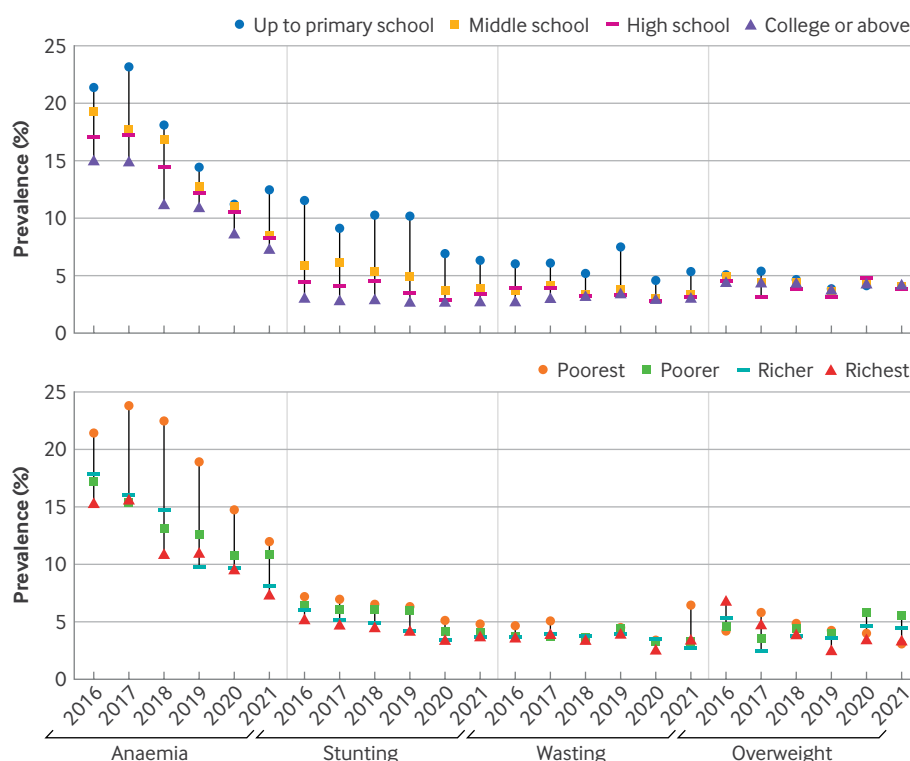 Up to primary school Middle school High school College or above
25
20
15
10
5
0
Prevalence (%)
Poorest Poorer Richer Richest
25
20
15
10
5
0
Prevalence (%)
2016 2017 2018 2019 2020 2021 2016 2017 2018 2019 2020 2021 2016 2017 2018 2019 2020 2021 2016 2017 2018 2019 2020 2021
Anaemia Stunting Wasting Overweight